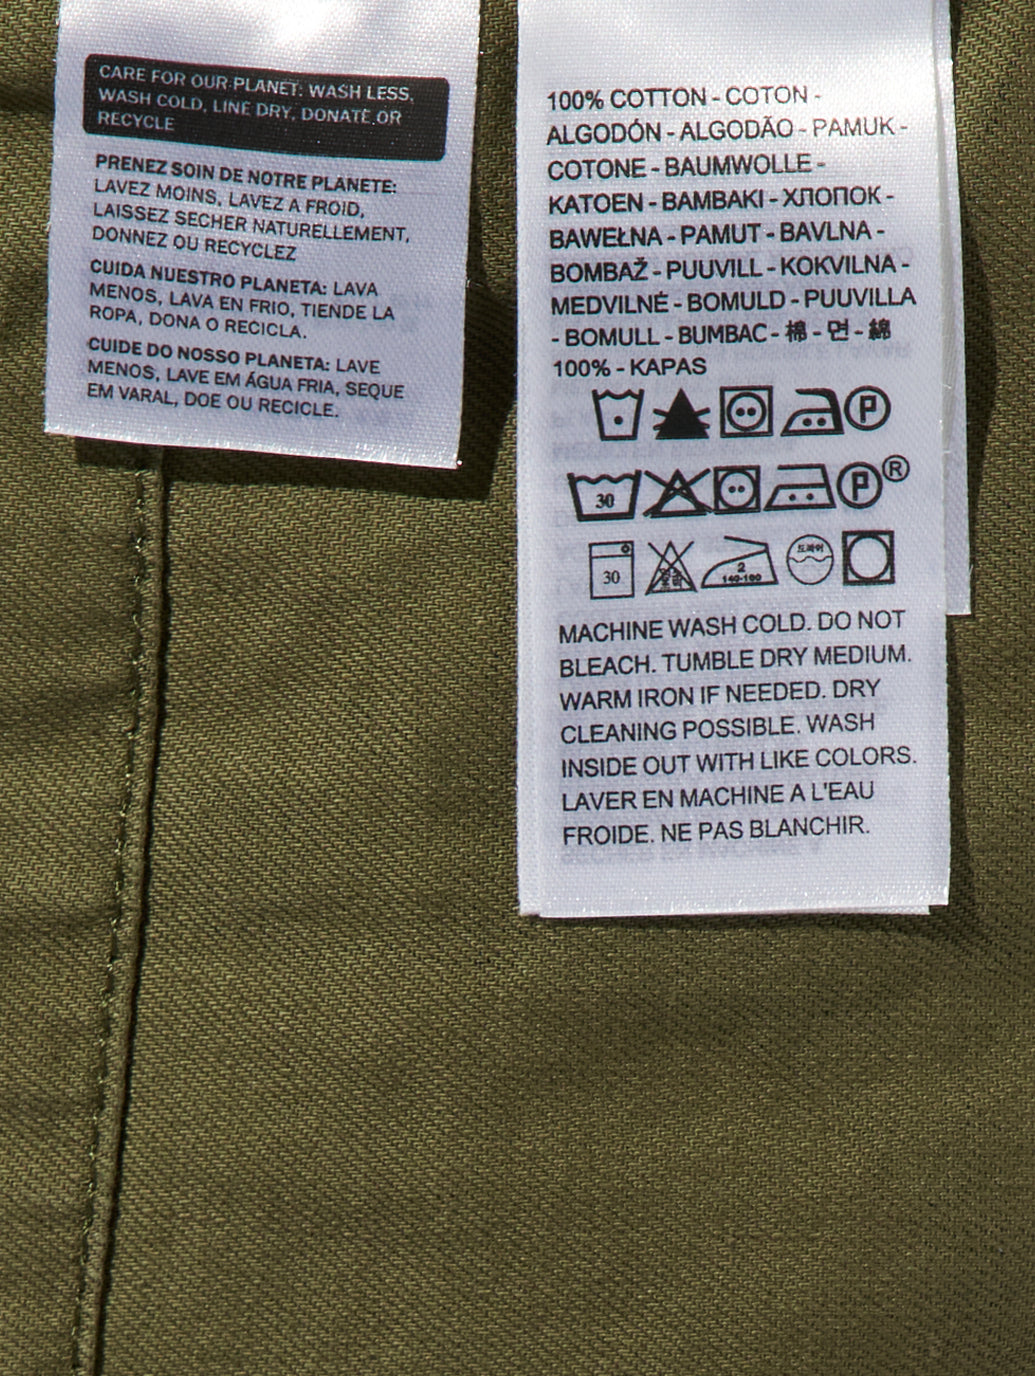 CARE FOR OUR PLANET: WASH LESS,
WASH COLD, LINE DRY, DONATE OR
RECYCLE
PRENEZ SOIN DE NOTRE PLANETE:
LAVEZ MOINS, LAVEZ A FROID,
LAISSEZ SECHER NATURELLEMENT,
DONNEZ OU RECYCLEZ
CUIDA NUESTRO PLANETA: LAVA
MENOS, LAVA EN FRIO, TIENDE LA
ROPA, DONA O RECICLA.
CUIDE DO NOSSO PLANETA: LAVE
MENOS, LAVE EM ÁGUA FRIA, SEQUE
EM VARAL, DOE OU RECICLE.
100% COTTON - COTON -
ALGODÓN - ALGODÃO - PAMUK -
COTONE - BAUMWOLLE -
KATOEN - BAMBAKI - ХЛОПОК -
BAWEŁNA - PAMUT - BAVLNA -
BOMBAŽ - PUUVILL - KOKVILNA -
MEDVILNĖ - BOMULD - PUUVILLA
- BOMULL - BUMBAC - 棉 - 면 - 綿
100% - KAPAS
P
30 P ®
30 2 140-160 드라이
MACHINE WASH COLD. DO NOT
BLEACH. TUMBLE DRY MEDIUM.
WARM IRON IF NEEDED. DRY
CLEANING POSSIBLE. WASH
INSIDE OUT WITH LIKE COLORS.
LAVER EN MACHINE A L'EAU
FROIDE. NE PAS BLANCHIR.